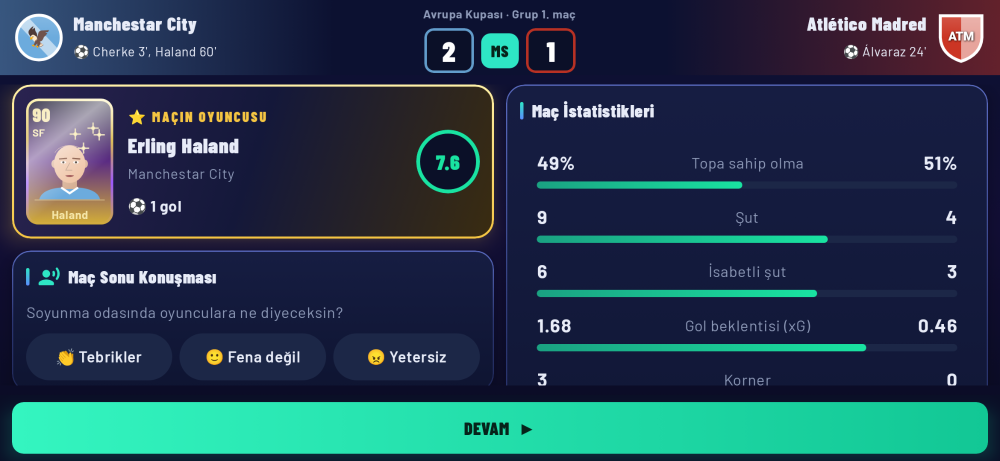 Manchestar City
⚽ Cherke 3', Haland 60'
Avrupa Kupası · Grup 1. maç
2 MS 1
Atlético Madred
⚽ Álvaraz 24'
ATM
90
SF
Haland
⭐ MAÇIN OYUNCUSU
Erling Haland
Manchestar City
⚽ 1 gol
7.6
Maç Sonu Konuşması
Soyunma odasında oyunculara ne diyeceksin?
👏 Tebrikler
🙂 Fena değil
😠 Yetersiz
Maç İstatistikleri
49% Topa sahip olma 51%
9 Şut 4
6 İsabetli şut 3
1.68 Gol beklentisi (xG) 0.46
3 Korner 0
DEVAM ►